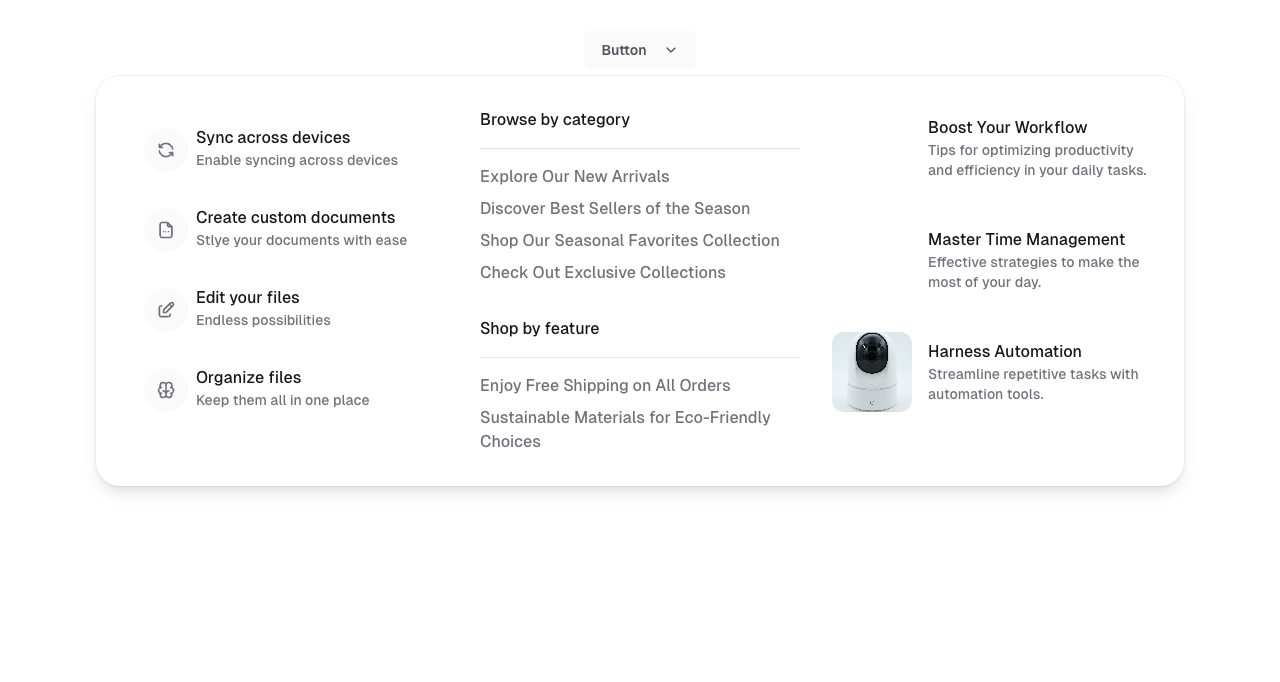 Button
Sync across devices
Enable syncing across devices
Create custom documents
Stlye your documents with ease
Edit your files
Endless possibilities
Organize files
Keep them all in one place
Browse by category
Explore Our New Arrivals
Discover Best Sellers of the Season
Shop Our Seasonal Favorites Collection
Check Out Exclusive Collections
Shop by feature
Enjoy Free Shipping on All Orders
Sustainable Materials for Eco-Friendly
Choices
Boost Your Workflow
Tips for optimizing productivity
and efficiency in your daily tasks.
Master Time Management
Effective strategies to make the
most of your day.
Harness Automation
Streamline repetitive tasks with
automation tools.